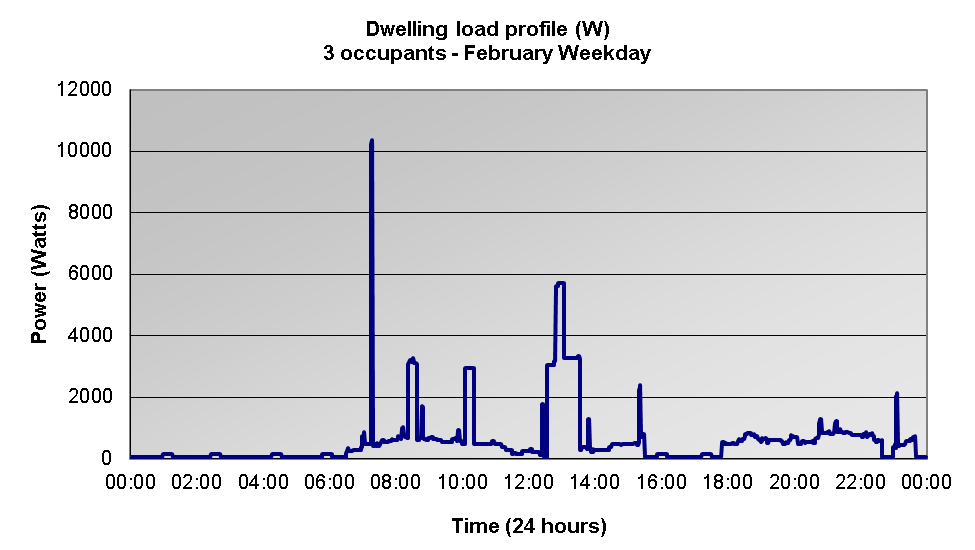 Dwelling load profile (W)
3 occupants - February Weekday
12000
10000
8000
6000
4000
2000
0
Power (Watts)
00:00 02:00 04:00 06:00 08:00 10:00 12:00 14:00 16:00 18:00 20:00 22:00 00:00
Time (24 hours)